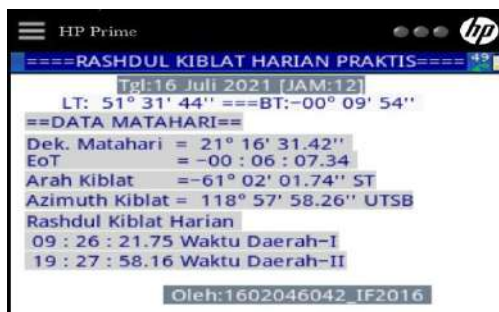 HP Prime
hp
====RASHDUL KIBLAT HARIAN PRAKTIS====
49
Tgl:16 Juli 2021 [JAM:12]
LT: 51° 31' 44'' ===BT:-00° 09' 54''
==DATA MATAHARI==
Dek. Matahari = 21° 16' 31.42''
EoT = -00 : 06 : 07.34
Arah Kiblat =-61° 02' 01.74'' ST
Azimuth Kiblat = 118° 57' 58.26'' UTSB
Rashdul Kiblat Harian
09 : 26 : 21.75 Waktu Daerah-I
19 : 27 : 58.16 Waktu Daerah-II
Oleh:1602046042_IF2016